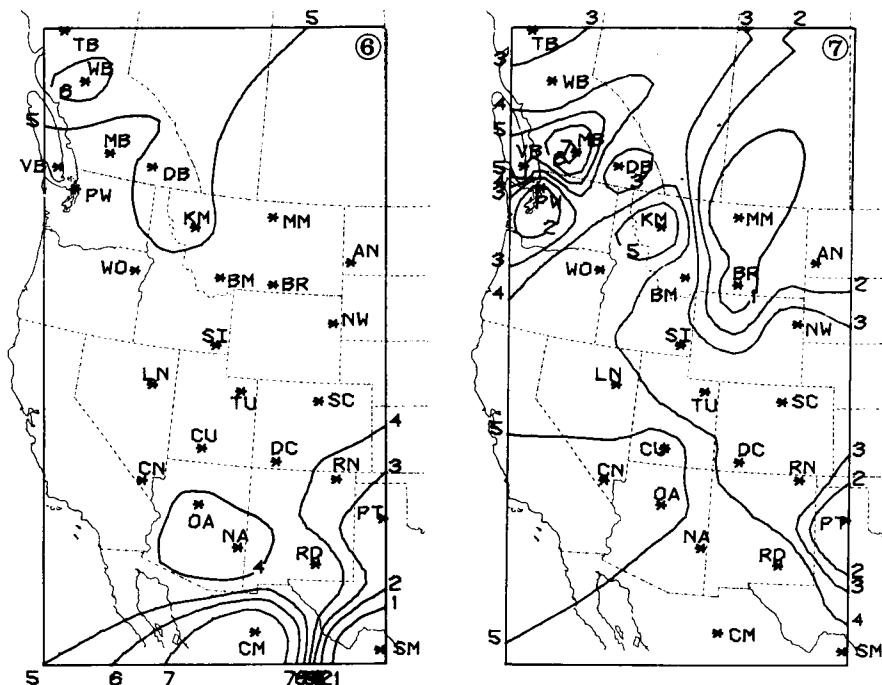 5
⑥
TB
WB
6
5
MB
VB
DB
PW
KM
MM
AN
WO
BM
BR
NW
SI
LN
TU
SC
4
CU
DC
3
CN
RN
OA
PT
NA
RD
4
2
1
CM
SM
5
6
7
21
3
3
2
⑦
TB
3
WB
4
5
MB
VB
5
DB
3
PW
2
KM
MM
5
3
WO
AN
BR
BM
4
1
2
NW
3
SI
LN
TU
SC
5
CU
3
DC
CN
RN
2
OA
PT
NA
RD
2
3
4
5
CM
SM